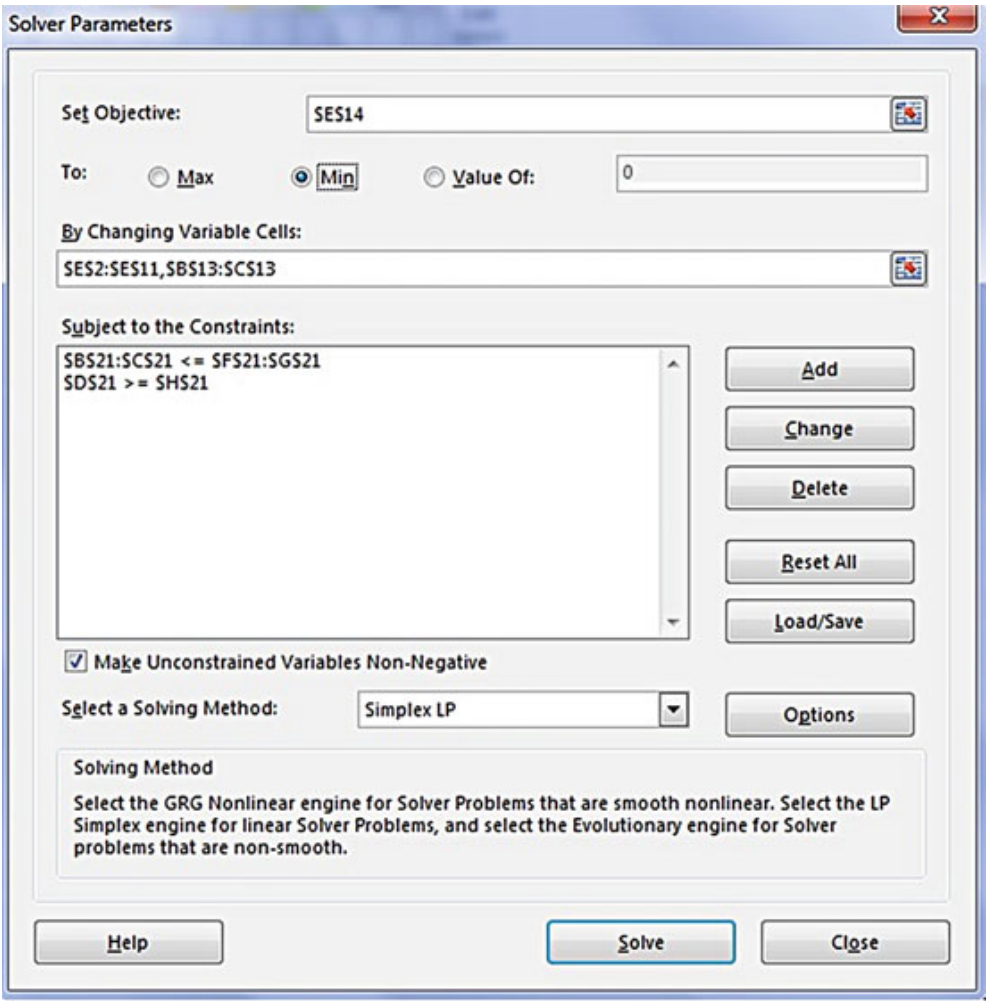 Solver Parameters
Set Objective:
$E$14
To:
Max
Min
Value Of:
0
By Changing Variable Cells:
$E$2:$E$11,$B$13:$C$13
Subject to the Constraints:
$B$21:$C$21 <= $F$21:$G$21
$D$21 >= $H$21
Add
Change
Delete
Reset All
Load/Save
Make Unconstrained Variables Non-Negative
Select a Solving Method:
Simplex LP
Options
Solving Method
Select the GRG Nonlinear engine for Solver Problems that are smooth nonlinear. Select the LP
Simplex engine for linear Solver Problems, and select the Evolutionary engine for Solver
problems that are non-smooth.
Help
Solve
Close